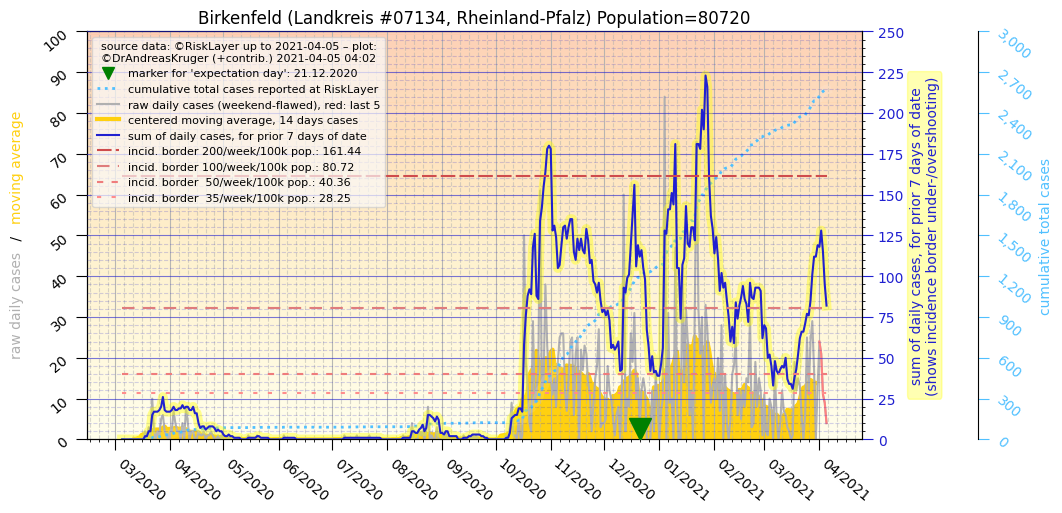 Birkenfeld (Landkreis #07134, Rheinland-Pfalz) Population=80720
source data: ©RiskLayer up to 2021-04-05 – plot:
©DrAndreasKruger (+contrib.) 2021-04-05 04:02
marker for 'expectation day': 21.12.2020
cumulative total cases reported at RiskLayer
raw daily cases (weekend-flawed), red: last 5
centered moving average, 14 days cases
sum of daily cases, for prior 7 days of date
incid. border 200/week/100k pop.: 161.44
incid. border 100/week/100k pop.: 80.72
incid. border  50/week/100k pop.: 40.36
incid. border  35/week/100k pop.: 28.25
raw daily cases  /  moving average
100
90
80
70
60
50
40
30
20
10
0
03/2020
04/2020
05/2020
06/2020
07/2020
08/2020
09/2020
10/2020
11/2020
12/2020
01/2021
02/2021
03/2021
04/2021
250
225
200
175
150
125
100
75
50
25
0
sum of daily cases, for prior 7 days of date
(shows incidence border under-/overshooting)
3,000
2,700
2,400
2,100
1,800
1,500
1,200
900
600
300
0
cumulative total cases